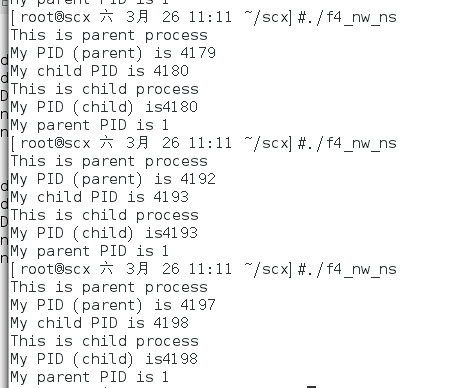 My parent PID is 1
[root@scx 六 3月 26 11:11 ~/scx]#./f4_nw_ns
This is parent process
My PID (parent) is 4179
My child PID is 4180
This is child process
My PID (child) is4180
My parent PID is 1
[root@scx 六 3月 26 11:11 ~/scx]#./f4_nw_ns
This is parent process
My PID (parent) is 4192
My child PID is 4193
This is child process
My PID (child) is4193
My parent PID is 1
[root@scx 六 3月 26 11:11 ~/scx]#./f4_nw_ns
This is parent process
My PID (parent) is 4197
My child PID is 4198
This is child process
My PID (child) is4198
My parent PID is 1